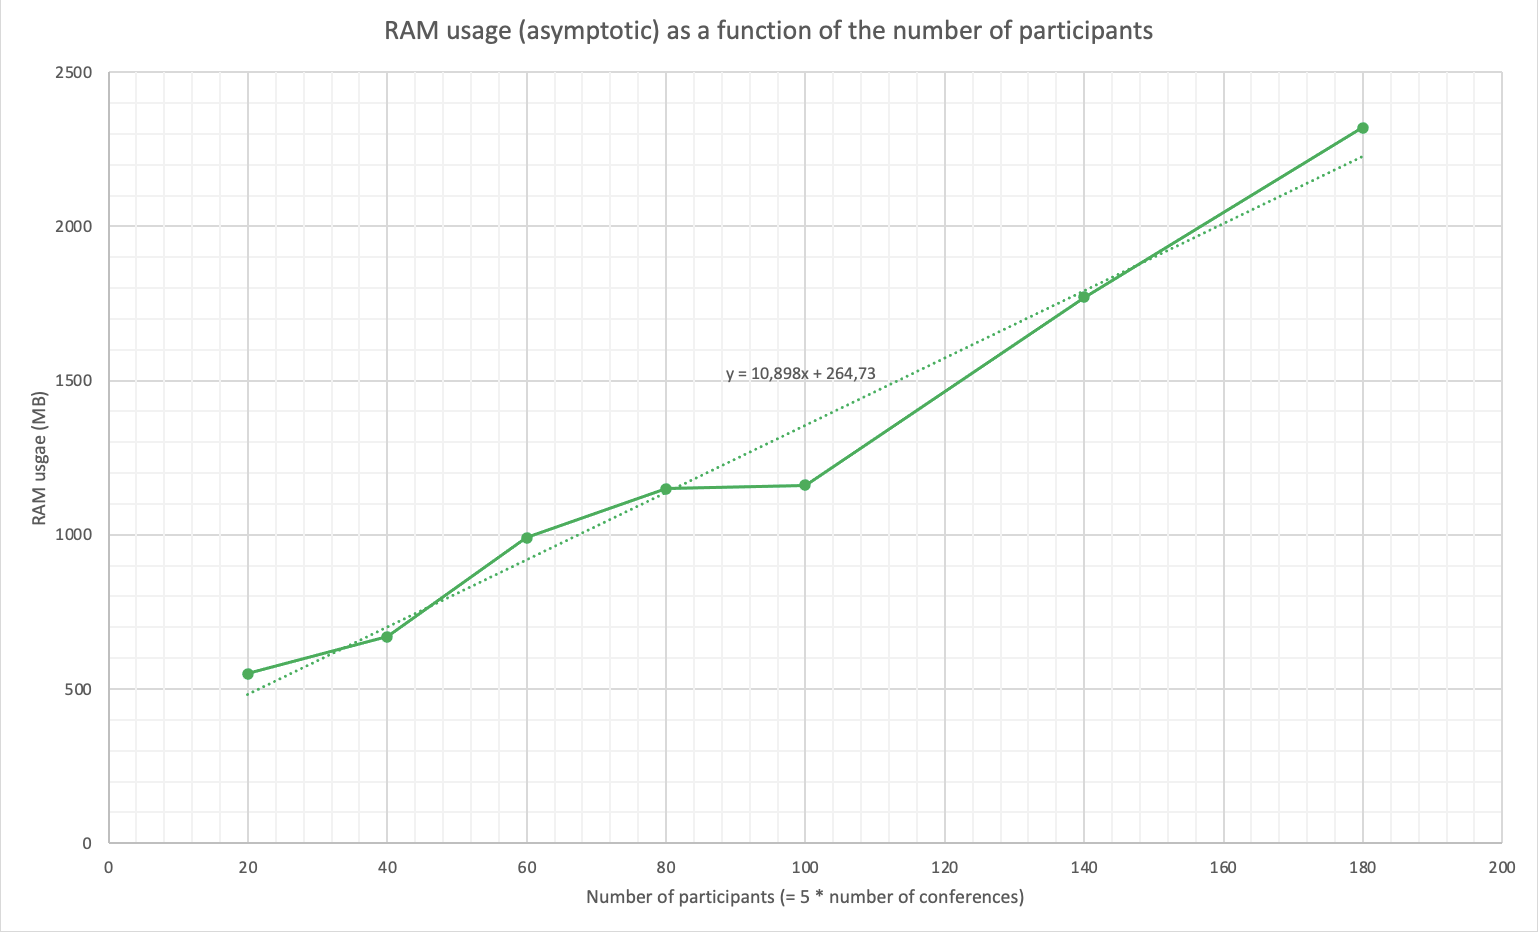 RAM usage (asymptotic) as a function of the number of participants
2500
2000
1500
1000
500
0
RAM usgae (MB)
y = 10,898x + 264,73
0 20 40 60 80 100 120 140 160 180 200
Number of participants (= 5 * number of conferences)